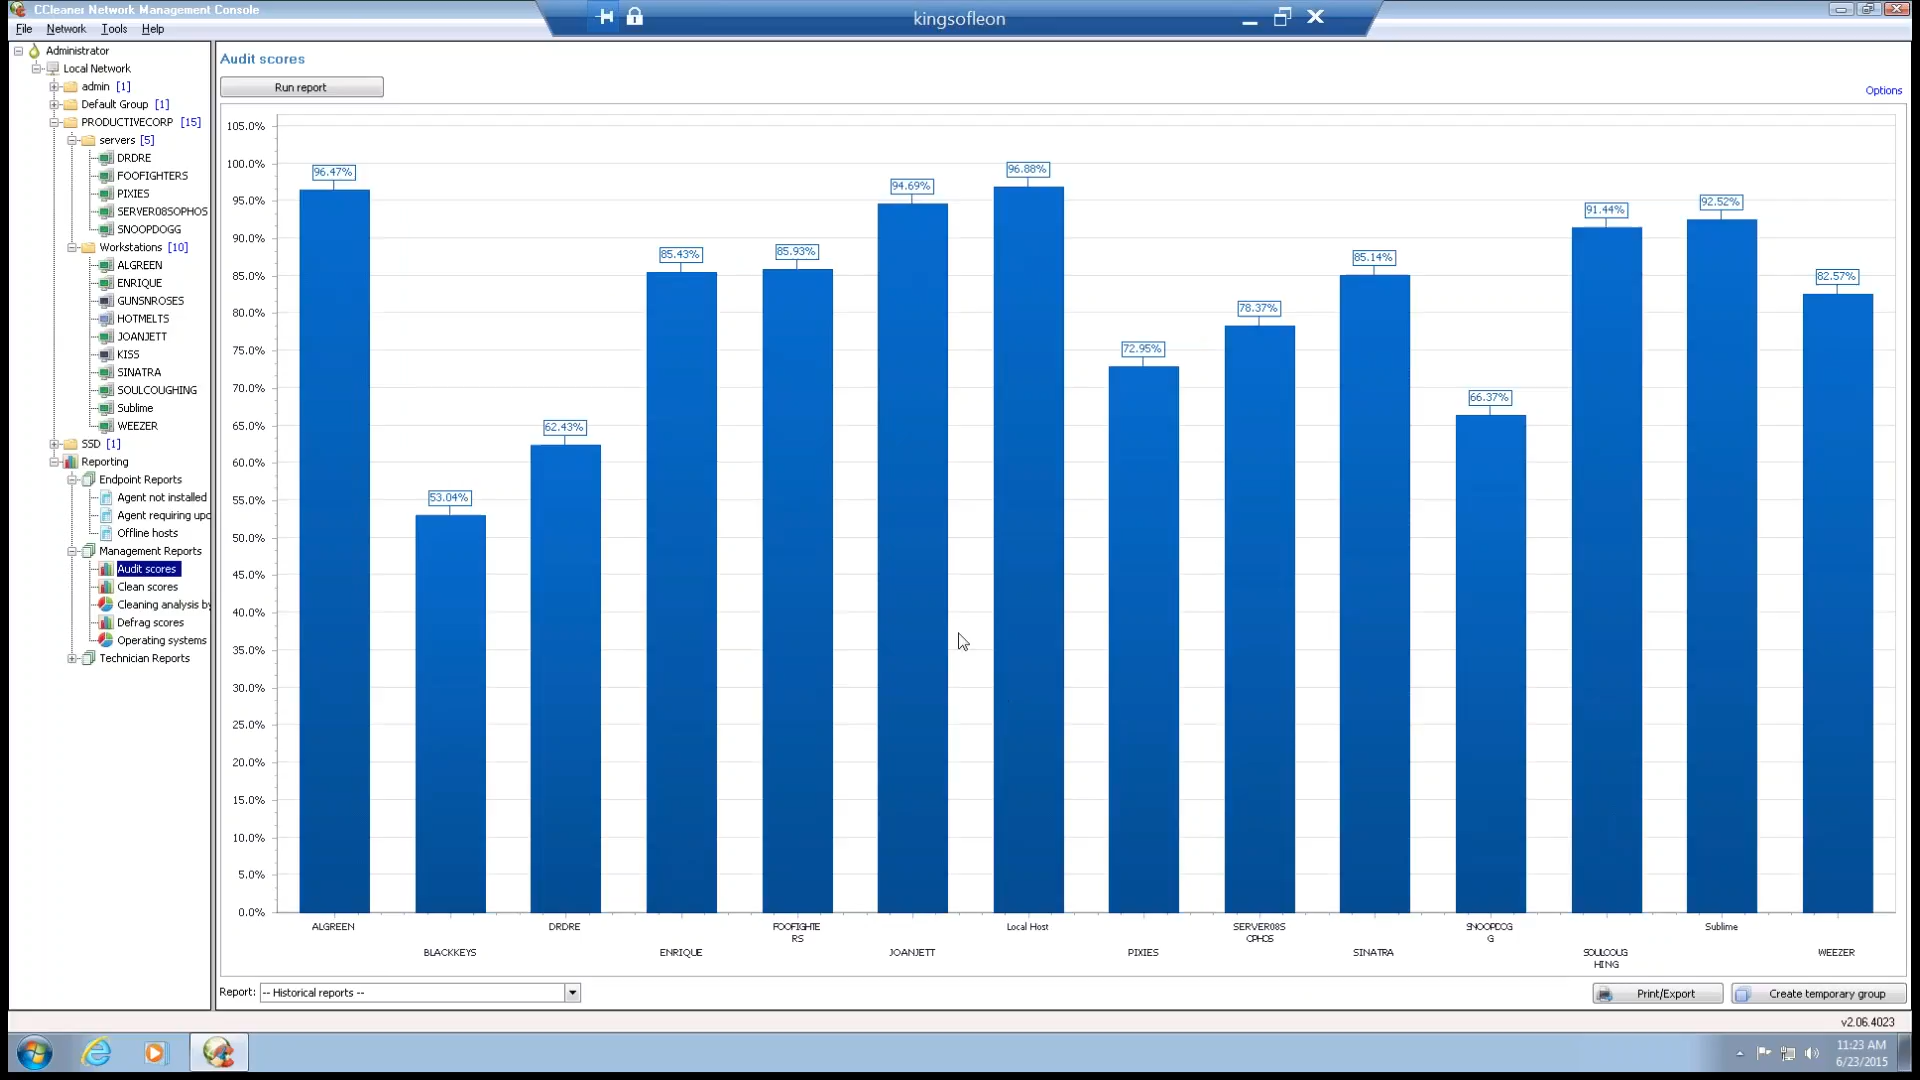 CCleaner Network Management Console
kingsofleon
File Network Tools Help
Administrator
Local Network
admin [1]
Default Group [1]
PRODUCTIVECORP [15]
servers [5]
DRDRE
FOOFIGHTERS
PIXIES
SERVER08SOPHOS
SNOOPDOGG
Workstations [10]
ALGREEN
ENRIQUE
GUNSNROSES
HOTMELTS
JOANJETT
KISS
SINATRA
SOULCOUGHING
Sublime
WEEZER
SSD [1]
Reporting
Endpoint Reports
Agent not installed
Agent requiring upd
Offline hosts
Management Reports
Audit scores
Clean scores
Cleaning analysis by
Defrag scores
Operating systems
Technician Reports
Audit scores
Run report
Options
105.0%
100.0%
95.0%
90.0%
85.0%
80.0%
75.0%
70.0%
65.0%
60.0%
55.0%
50.0%
45.0%
40.0%
35.0%
30.0%
25.0%
20.0%
15.0%
10.0%
5.0%
0.0%
96.47%
53.04%
62.43%
85.43%
85.93%
94.69%
96.88%
72.95%
78.37%
85.14%
66.37%
91.44%
92.52%
82.57%
ALGREEN
BLACKKEYS
DRDRE
ENRIQUE
FOOFIGHTE
RS
JOANJETT
Local Host
PIXIES
SERVER08S
OPHOS
SINATRA
SNOOPDOG
G
SOULCOUG
HING
Sublime
WEEZER
Report: -- Historical reports --
Print/Export
Create temporary group
v2.06.4023
11:23 AM
6/23/2015